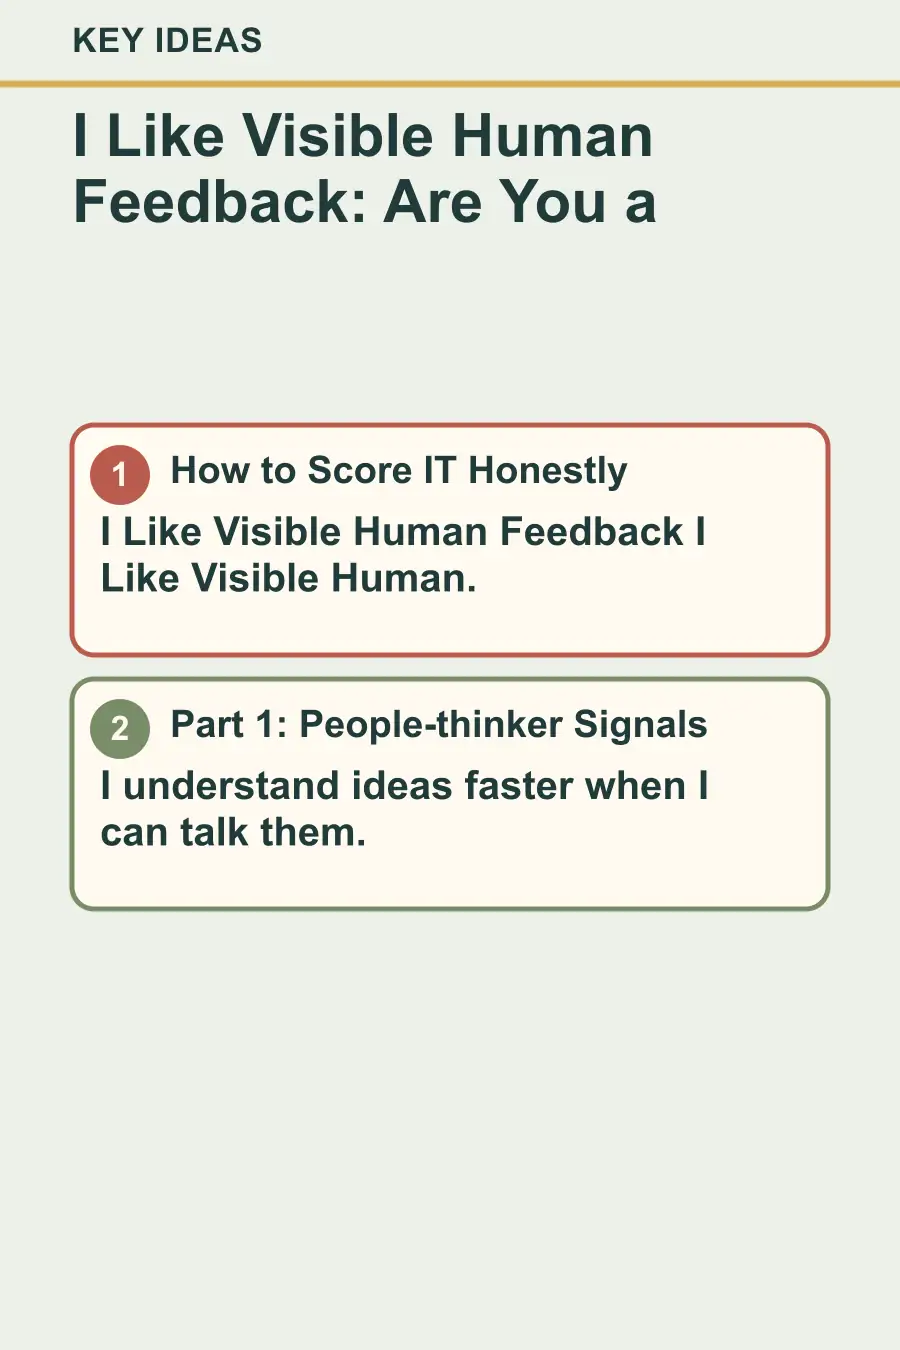 KEY IDEAS
I Like Visible Human
Feedback: Are You a
1 How to Score IT Honestly
I Like Visible Human Feedback I
Like Visible Human.
2 Part 1: People-thinker Signals
I understand ideas faster when I
can talk them.